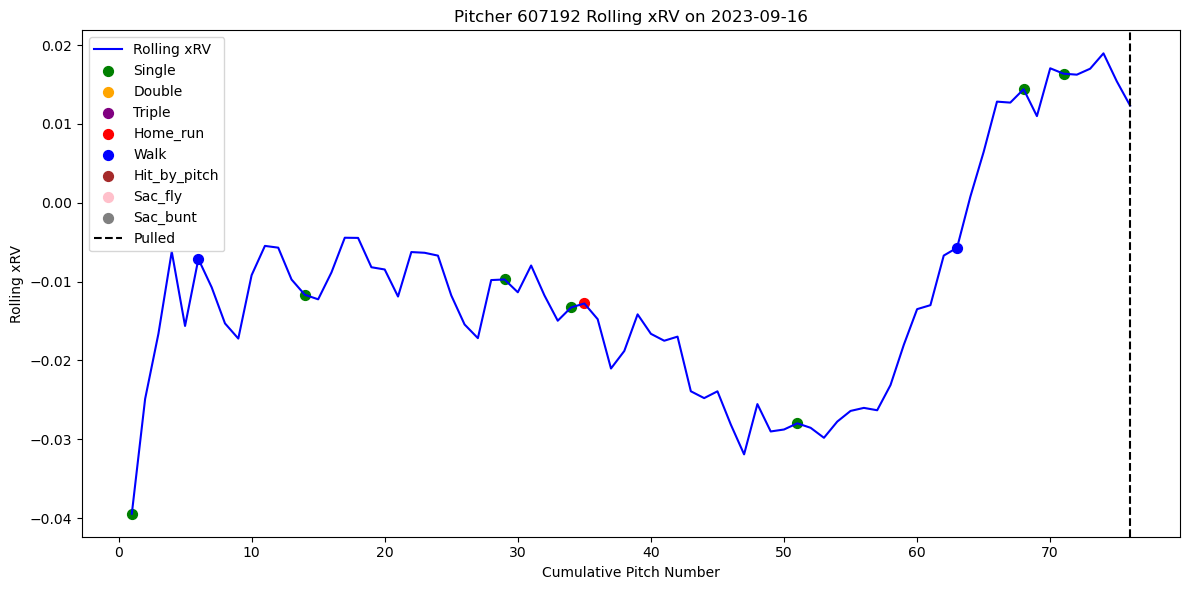 Pitcher 607192 Rolling xRV on 2023-09-16
Rolling xRV
Single
Double
Triple
Home_run
Walk
Hit_by_pitch
Sac_fly
Sac_bunt
Pulled
0.02
0.01
0.00
−0.01
−0.02
−0.03
−0.04
Rolling xRV
0
10
20
30
40
50
60
70
Cumulative Pitch Number